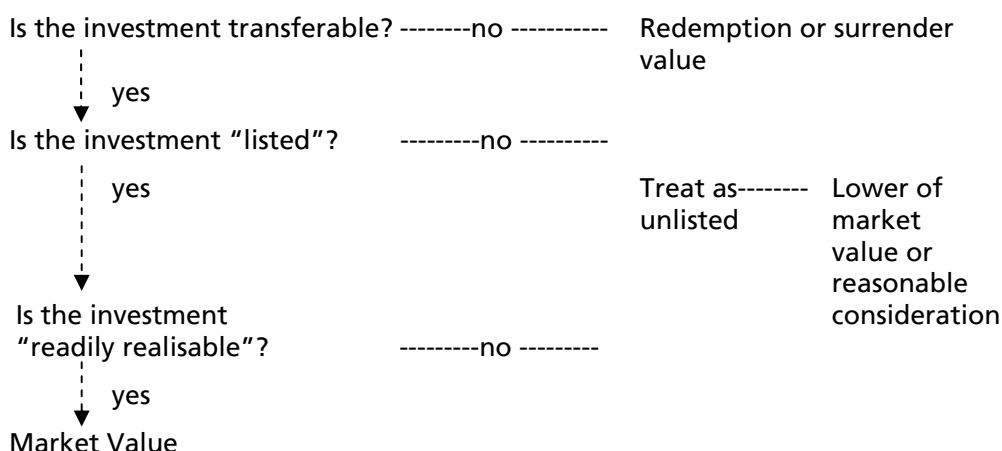 Is the investment transferable? --------no ----------- Redemption or surrender
value
yes
Is the investment “listed”? ---------no ----------
yes
Treat as-------- Lower of
unlisted market
value or
reasonable
Is the investment consideration
“readily realisable”? ---------no ---------
yes
Market Value